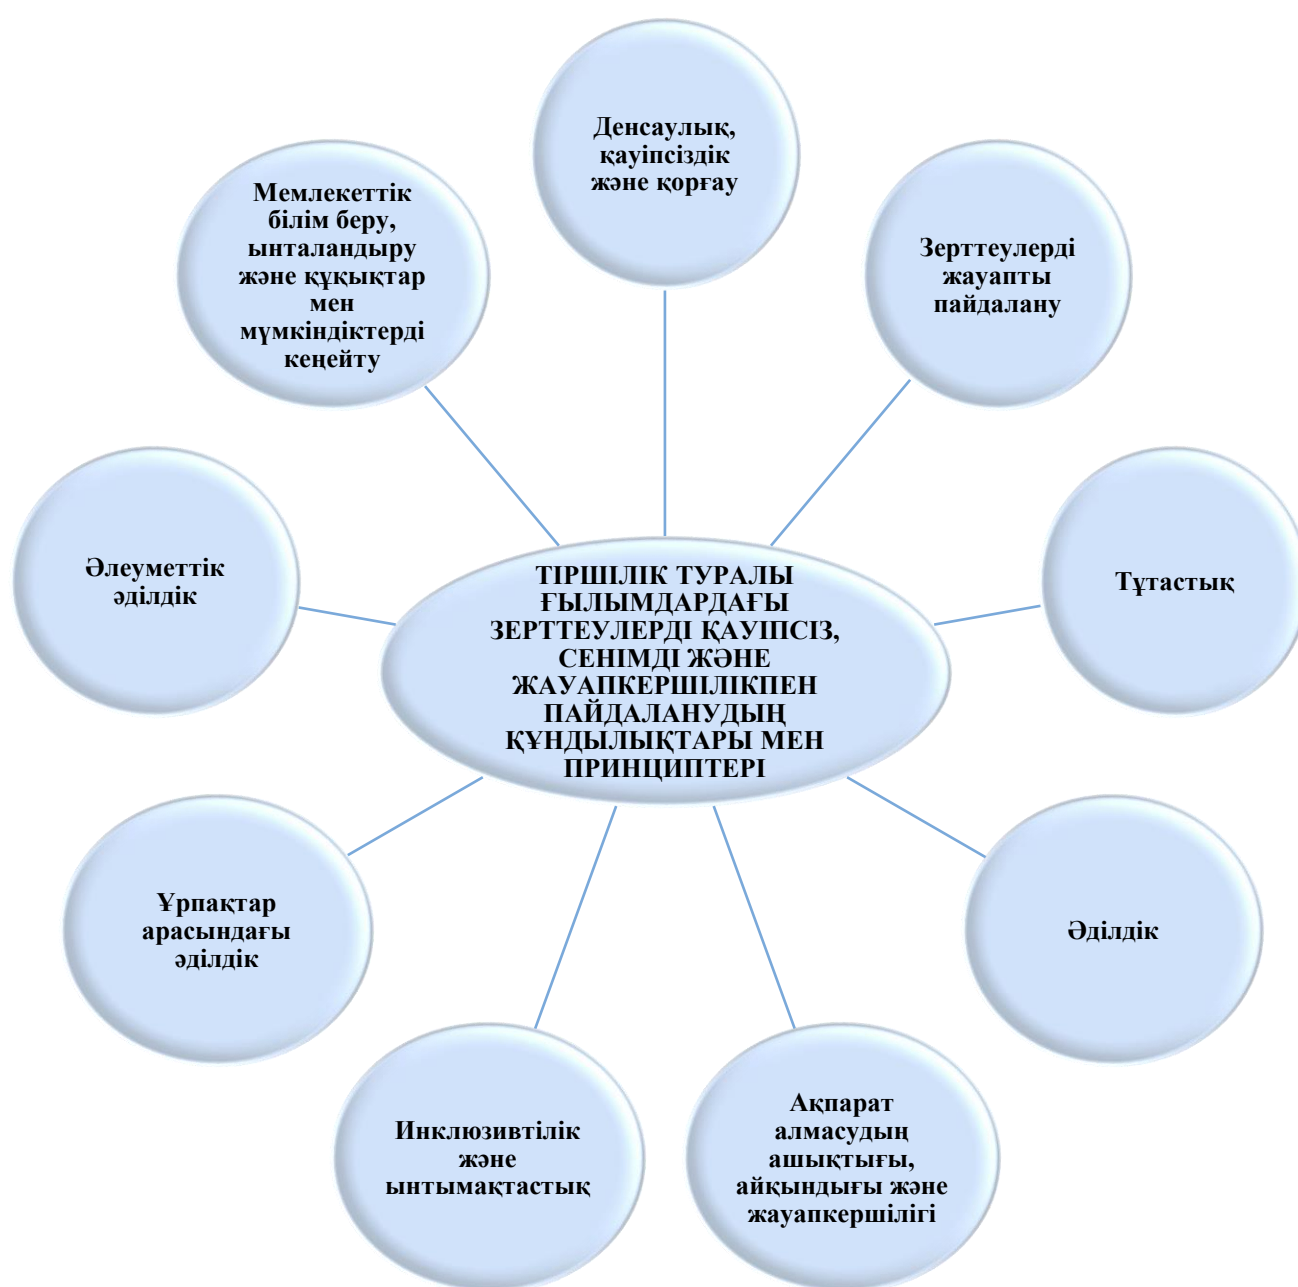 Денсаулық,
қауіпсіздік
және қорғау
Мемлекеттік
білім беру,
ынталандыру
және құқықтар
мен
мүмкіндіктерді
кеңейту
Зерттеулерді
жауапты
пайдалану
Әлеуметтік
әділдік
ТІРШІЛІК ТУРАЛЫ
ҒЫЛЫМДАРДАҒЫ
ЗЕРТТЕУЛЕРДІ ҚАУІПСІЗ,
СЕНІМДІ ЖӘНЕ
ЖАУАПКЕРШІЛІКПЕН
ПАЙДАЛАНУДЫҢ
ҚҰНДЫЛЫҚТАРЫ МЕН
ПРИНЦИПТЕРІ
Тұтастық
Ұрпақтар
арасындағы
әділдік
Әділдік
Инклюзивтілік
және
ынтымақтастық
Ақпарат
алмасудың
ашықтығы,
айқындығы және
жауапкершілігі